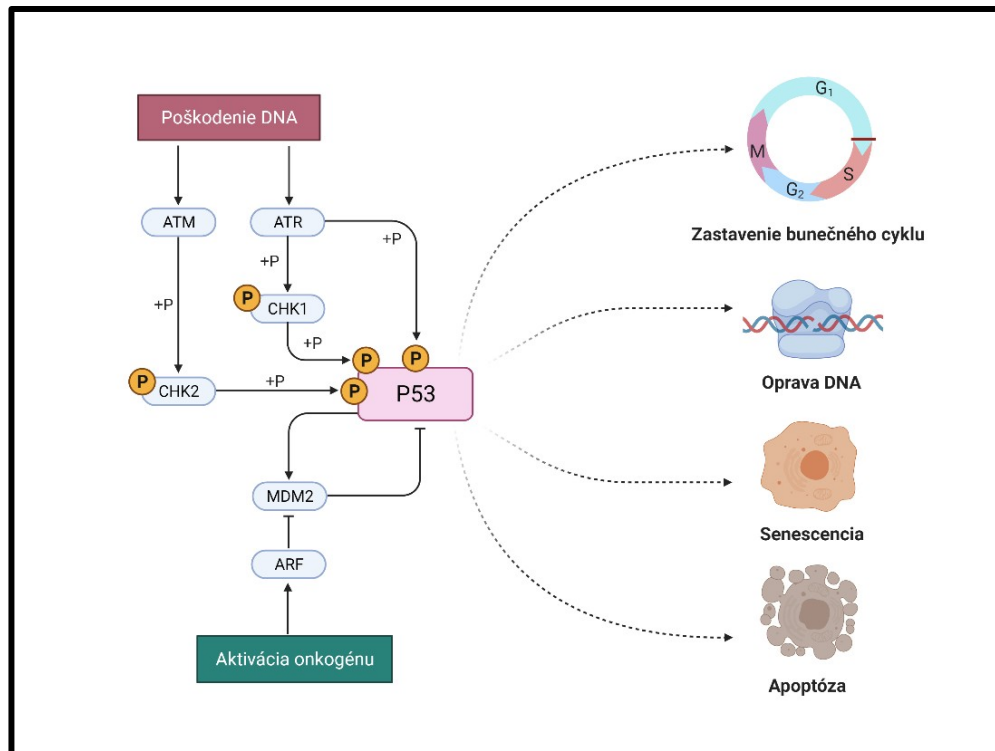 Poškodenie DNA
ATM
ATR
+P
+P
+P
P
CHK1
+P
P
P
P
CHK2
+P
P
P53
MDM2
ARF
Aktivácia onkogénu
G₁
M
S
G₂
Zastavenie bunečného cyklu
Oprava DNA
Senescencia
Apoptóza